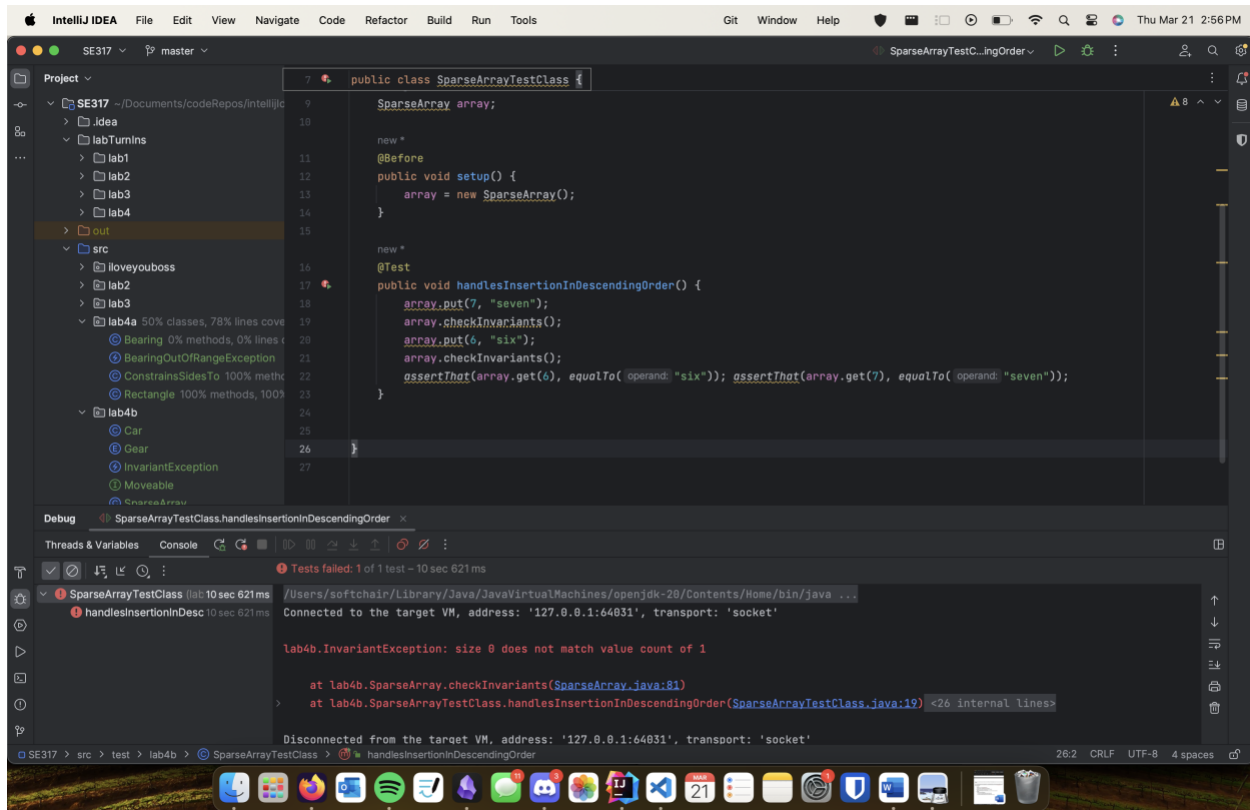 IntelliJ IDEA File Edit View Navigate Code Refactor Build Run Tools Git Window Help Thu Mar 21 2:56 PM
SE317 master SparseArrayTestC...ingOrder
Project
SE317 ~/Documents/codeRepos/intellijIc
.idea
labTurnIns
lab1
lab2
lab3
lab4
out
src
iloveyouboss
lab2
lab3
lab4a 50% classes, 78% lines cove
Bearing 0% methods, 0% lines c
BearingOutOfRangeException
ConstrainsSidesTo 100% metho
Rectangle 100% methods, 100%
lab4b
Car
Gear
InvariantException
Moveable
SparseArray
7 public class SparseArrayTestClass {
8
9 SparseArray array;
10
new *
11 @Before
12 public void setup() {
13 array = new SparseArray();
14 }
15
new *
16 @Test
17 public void handlesInsertionInDescendingOrder() {
18 array.put(7, "seven");
19 array.checkInvariants();
20 array.put(6, "six");
21 array.checkInvariants();
22 assertThat(array.get(6), equalTo( operand: "six")); assertThat(array.get(7), equalTo( operand: "seven"));
23 }
24
25
26 }
27
Debug SparseArrayTestClass.handlesInsertionInDescendingOrder
Threads & Variables Console
Tests failed: 1 of 1 test – 10 sec 621 ms
SparseArrayTestClass (lab 10 sec 621 ms
handlesInsertionInDesc 10 sec 621 ms
/Users/softchair/Library/Java/JavaVirtualMachines/openjdk-20/Contents/Home/bin/java ...
Connected to the target VM, address: '127.0.0.1:64031', transport: 'socket'
lab4b.InvariantException: size 0 does not match value count of 1
at lab4b.SparseArray.checkInvariants(SparseArray.java:81)
at lab4b.SparseArrayTestClass.handlesInsertionInDescendingOrder(SparseArrayTestClass.java:19) <26 internal lines>
Disconnected from the target VM, address: '127.0.0.1:64031', transport: 'socket'
SE317 > src > test > lab4b > SparseArrayTestClass > handlesInsertionInDescendingOrder 26:2 CRLF UTF-8 4 spaces
MAR
21